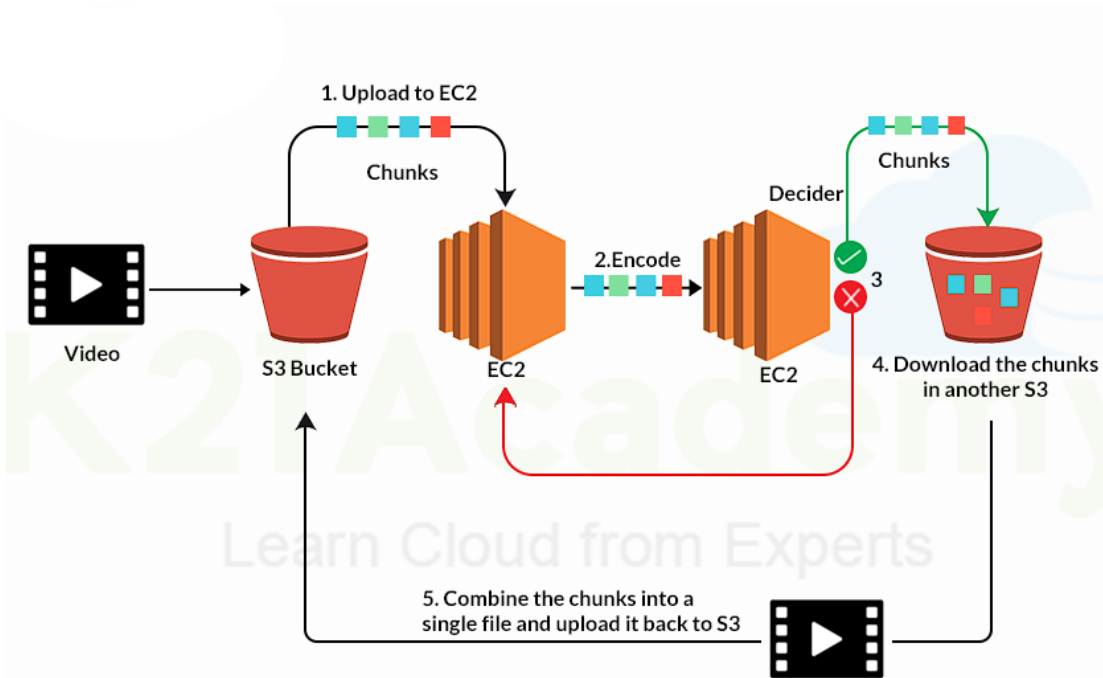 1. Upload to EC2
Chunks
Chunks
Decider
2.Encode
3
Video
S3 Bucket
EC2
EC2
4. Download the chunks
in another S3
K21Academy
Learn Cloud from Experts
5. Combine the chunks into a
single file and upload it back to S3